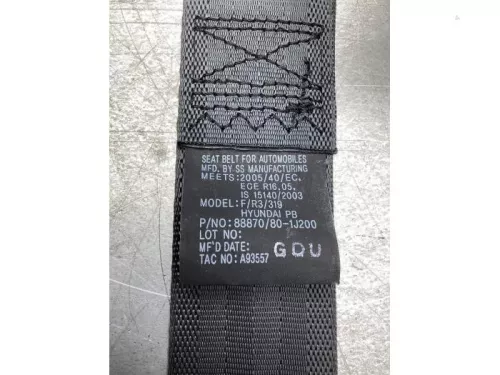 SEAT BELT FOR AUTOMOBILES
MFD. BY SS MANUFACTURING
MEETS: 2005/40/EC.
ECE R16,05.
IS 15140/2003
MODEL: F/R3/319
HYUNDAI PB
P/NO: 88870/80-1J200
LOT NO:
MF'D DATE: GDU
TAC NO: A93557